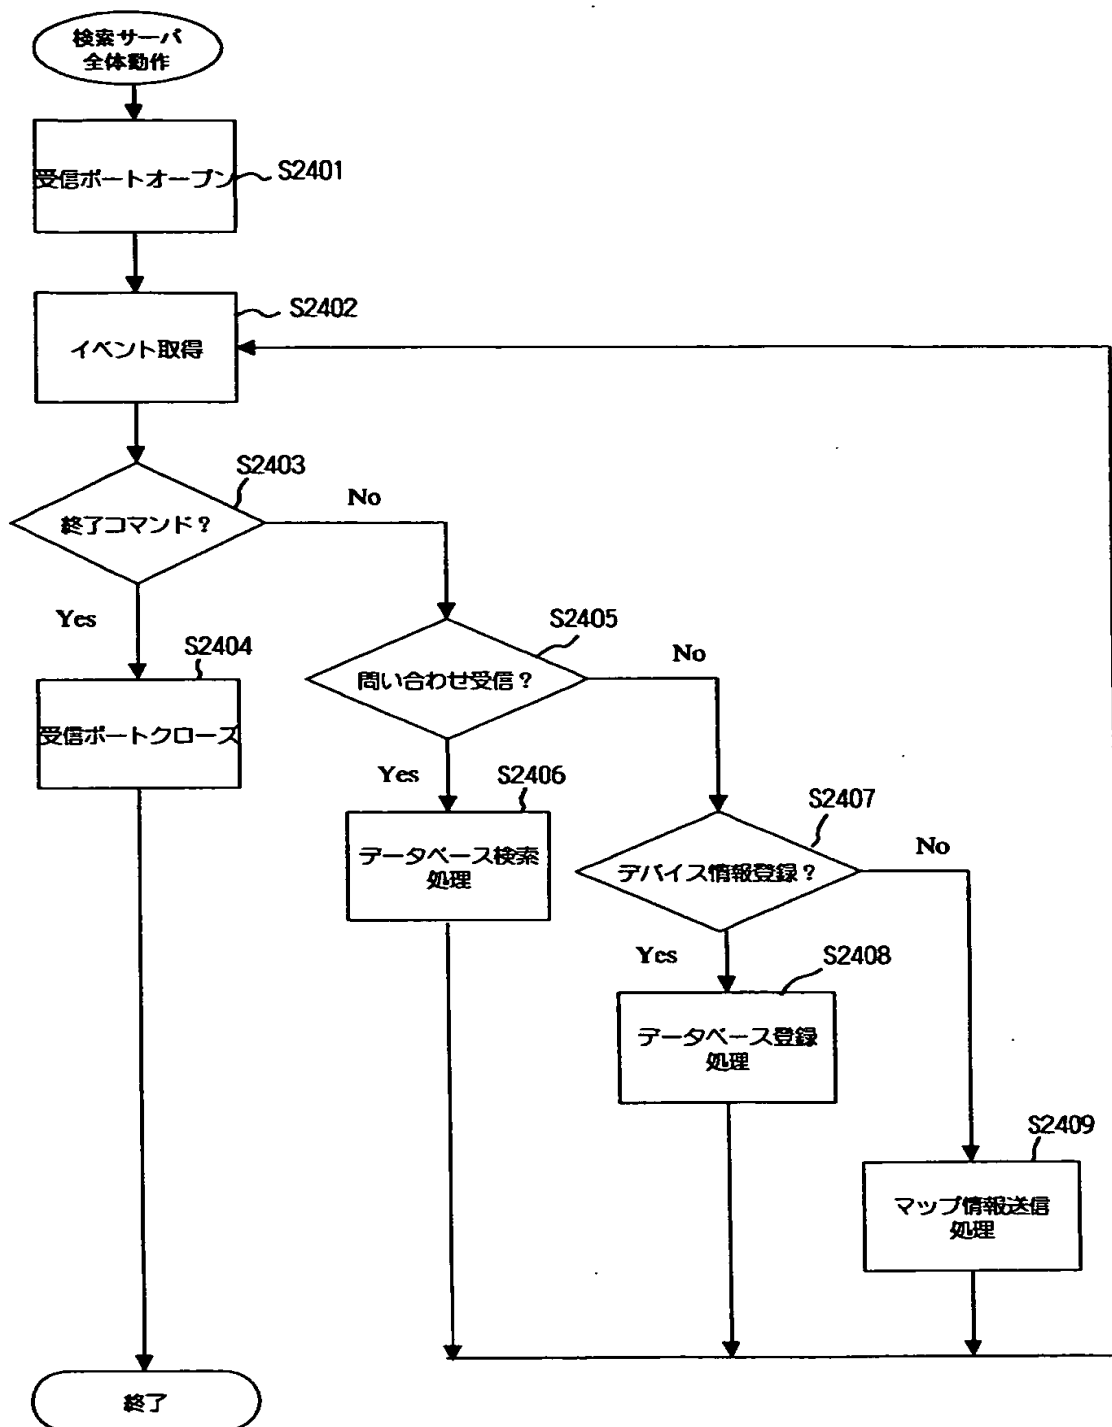 検索サーバ
全体動作
受信ポートオープン
S2401
S2402
イベント取得
S2403
終了コマンド?
No
Yes
S2404
受信ポートクローズ
S2405
問い合わせ受信?
No
Yes
S2406
データベース検索
処理
S2407
デバイス情報登録?
No
Yes
S2408
データベース登録
処理
S2409
マップ情報送信
処理
終了